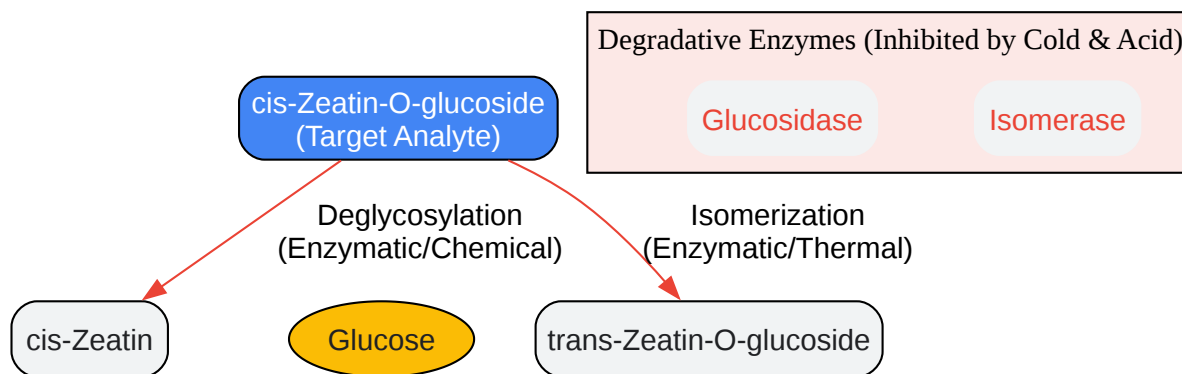 Degradative Enzymes (Inhibited by Cold & Acid)
cis-Zeatin-O-glucoside
(Target Analyte)
Glucosidase
Isomerase
Deglycosylation
(Enzymatic/Chemical)
Isomerization
(Enzymatic/Thermal)
cis-Zeatin
Glucose
trans-Zeatin-O-glucoside